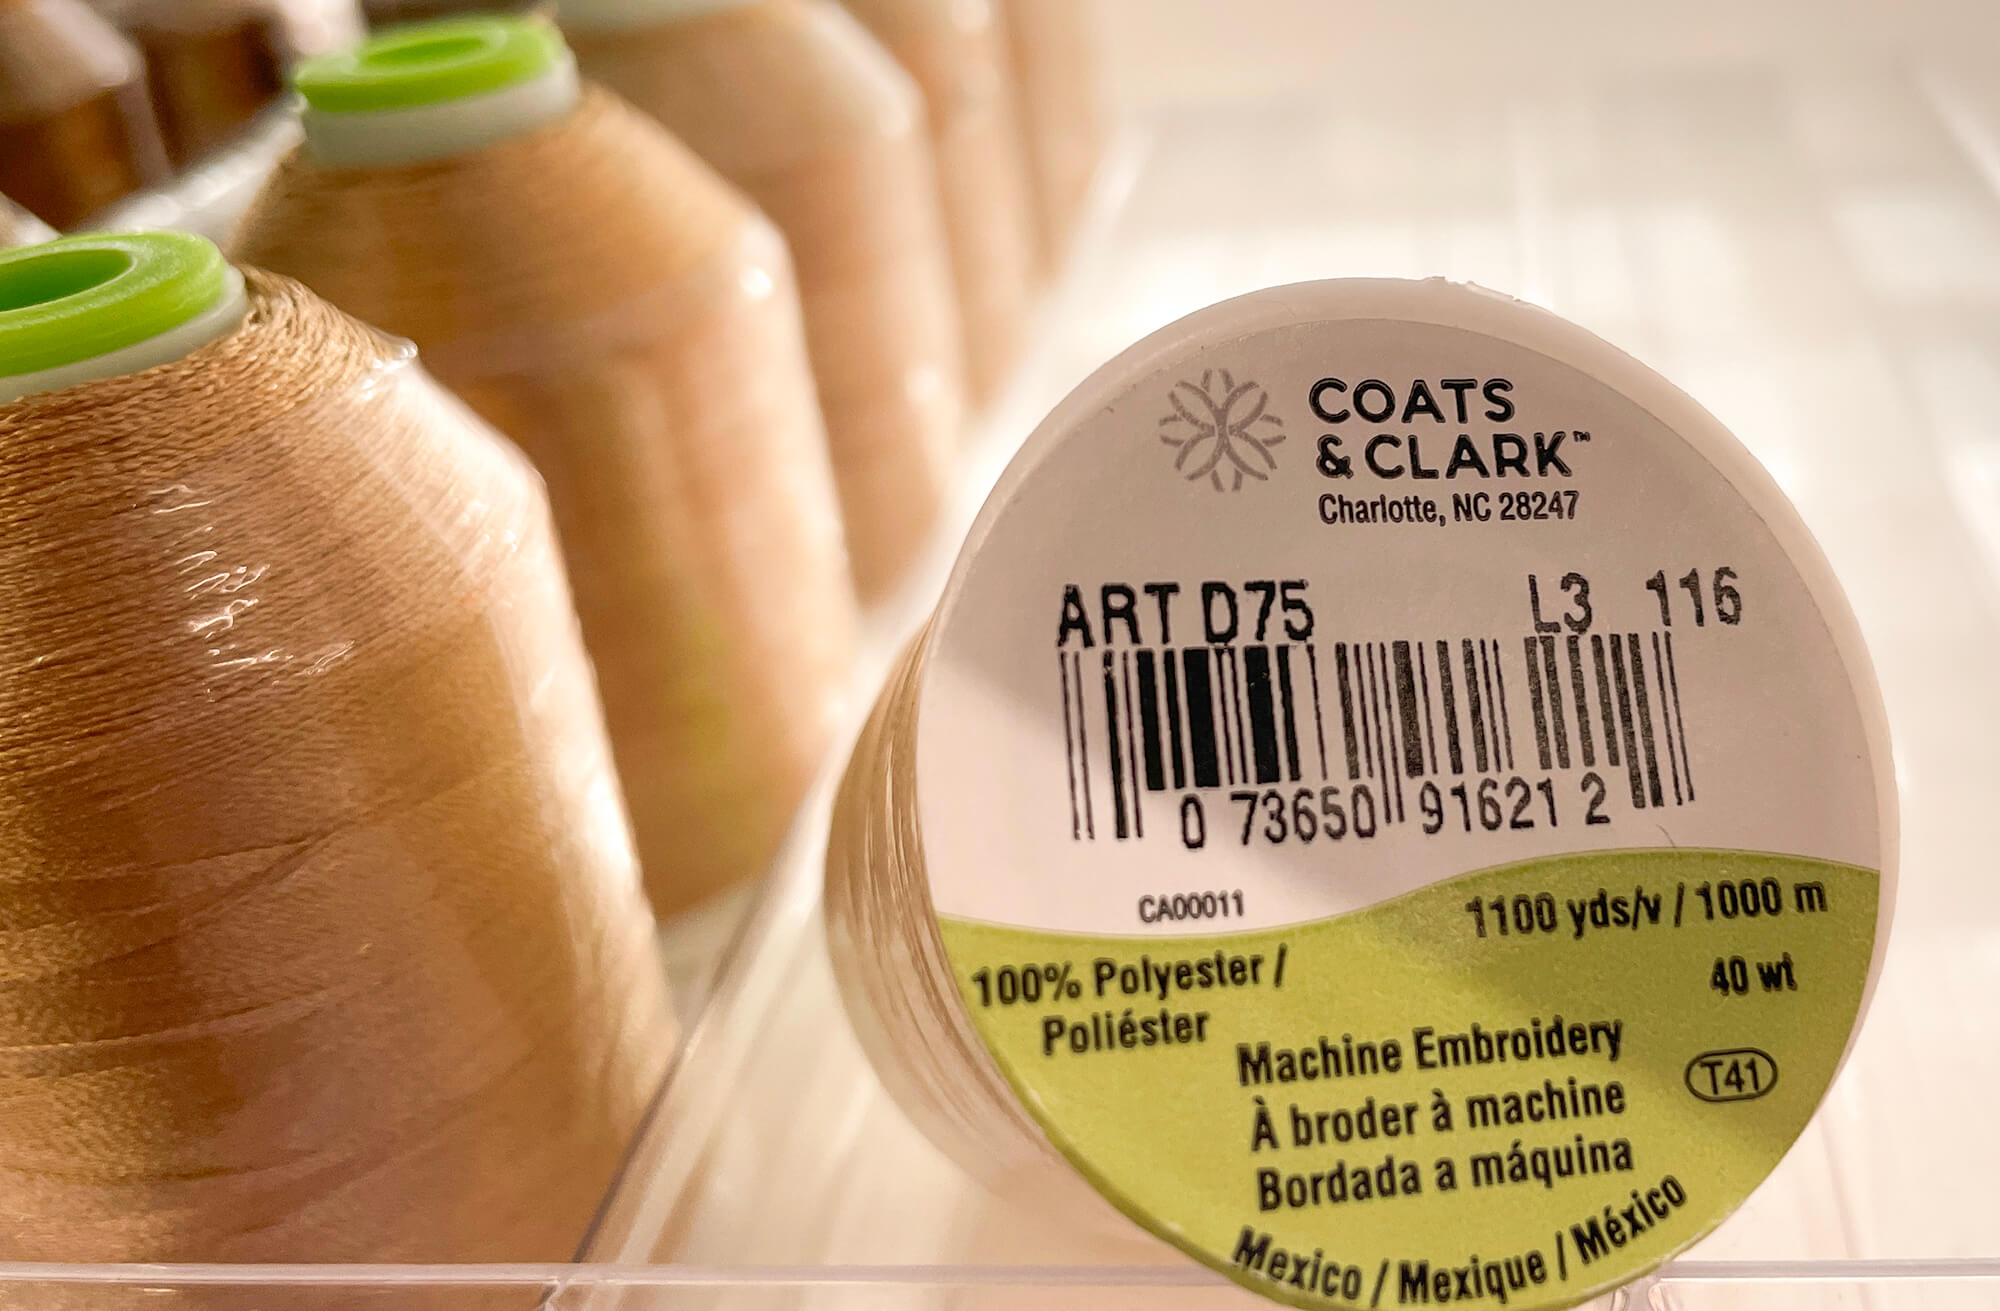 COATS
& CLARK™
Charlotte, NC 28247
ART D75 L3 116
0 73650 91621 2
CA00011
1100 yds/v / 1000 m
100% Polyester /
Poliéster
40 wt
Machine Embroidery
À broder à machine
Bordada a máquina
T41
Mexico / Mexique / México